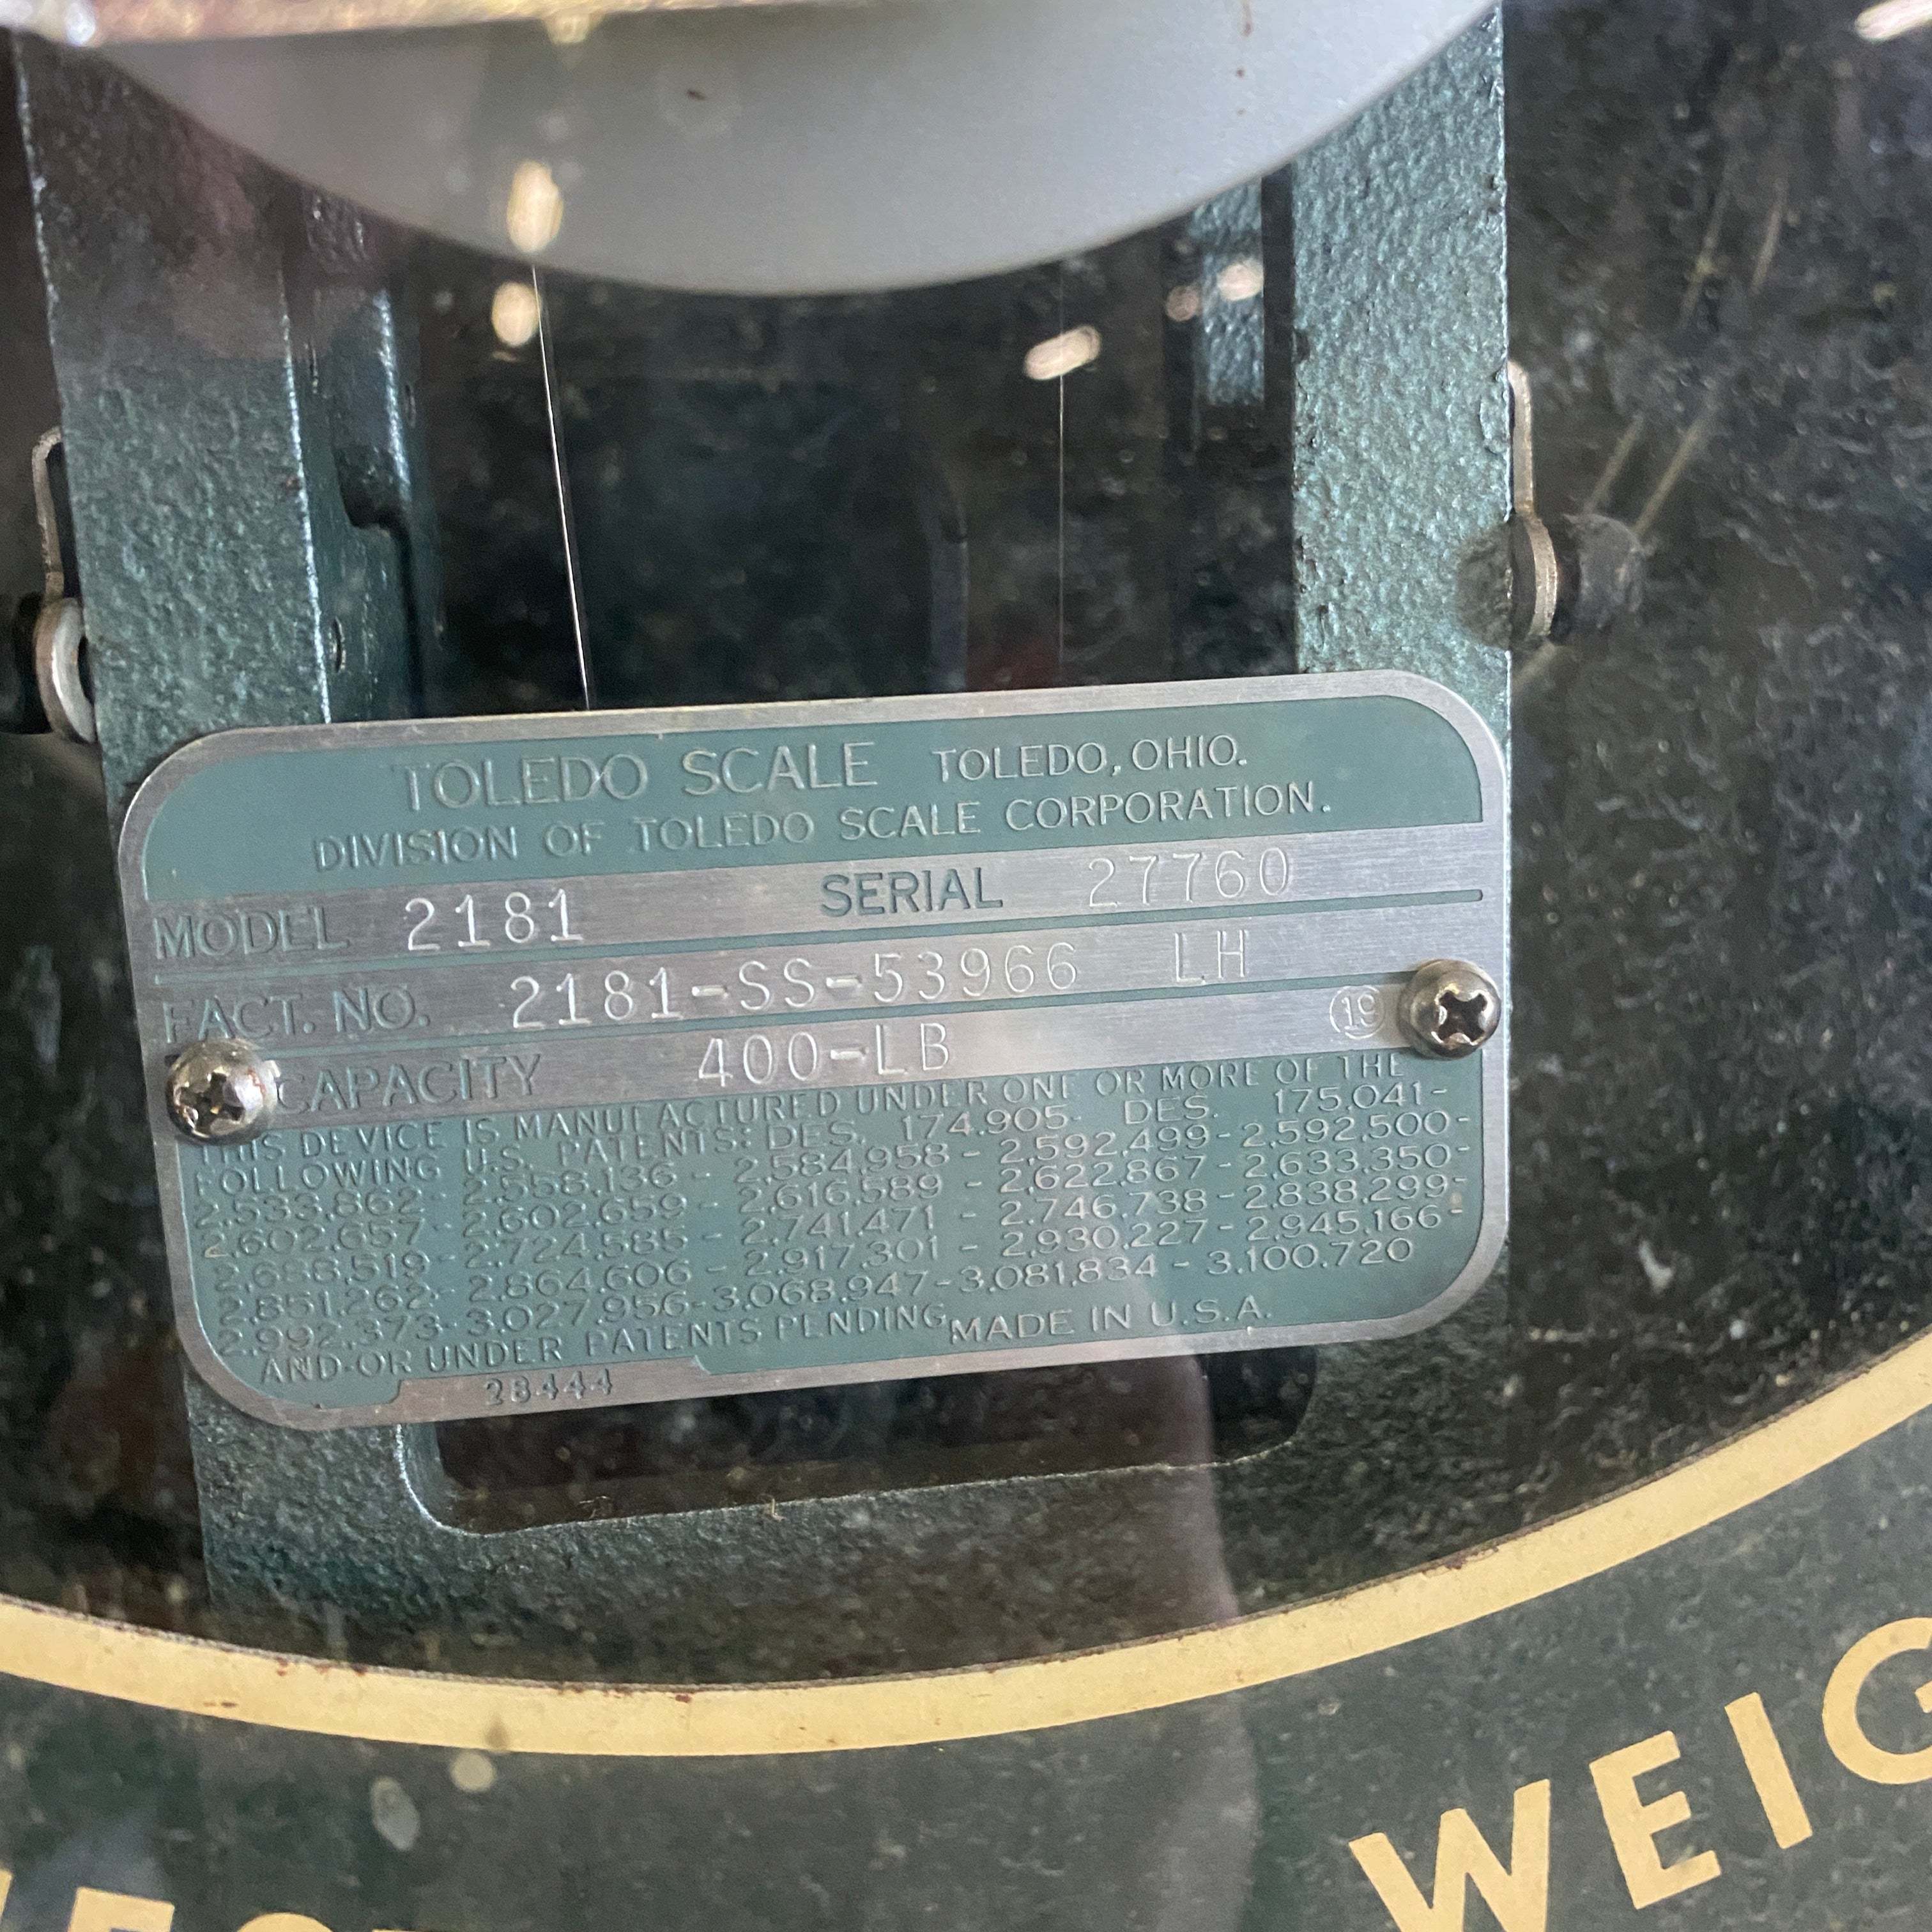 TOLEDO SCALE TOLEDO, OHIO.
DIVISION OF TOLEDO SCALE CORPORATION.
MODEL 2181 SERIAL 27760
FACT. NO. 2181-SS-53966 LH
CAPACITY 400-LB 19
THIS DEVICE IS MANUFACTURED UNDER ONE OR MORE OF THE
FOLLOWING U.S. PATENTS: DES. 174.905- DES. 175.041-
2,533,862- 2,558,136 - 2,584,958 - 2,592,499 - 2,592,500-
2,602,657 - 2,602,659 - 2,616,589 - 2,622,867 - 2,633,350-
2,688,519 - 2,724,585 - 2,741,471 - 2,746,738 - 2,838,299-
2,851,262- 2,864,606 - 2,917,301 - 2,930,227 - 2,945,166-
2,992,373- 3,027,956- 3,068,947- 3,081,834 - 3,100,720
AND-OR UNDER PATENTS PENDING. MADE IN U.S.A.
28444
WEIG